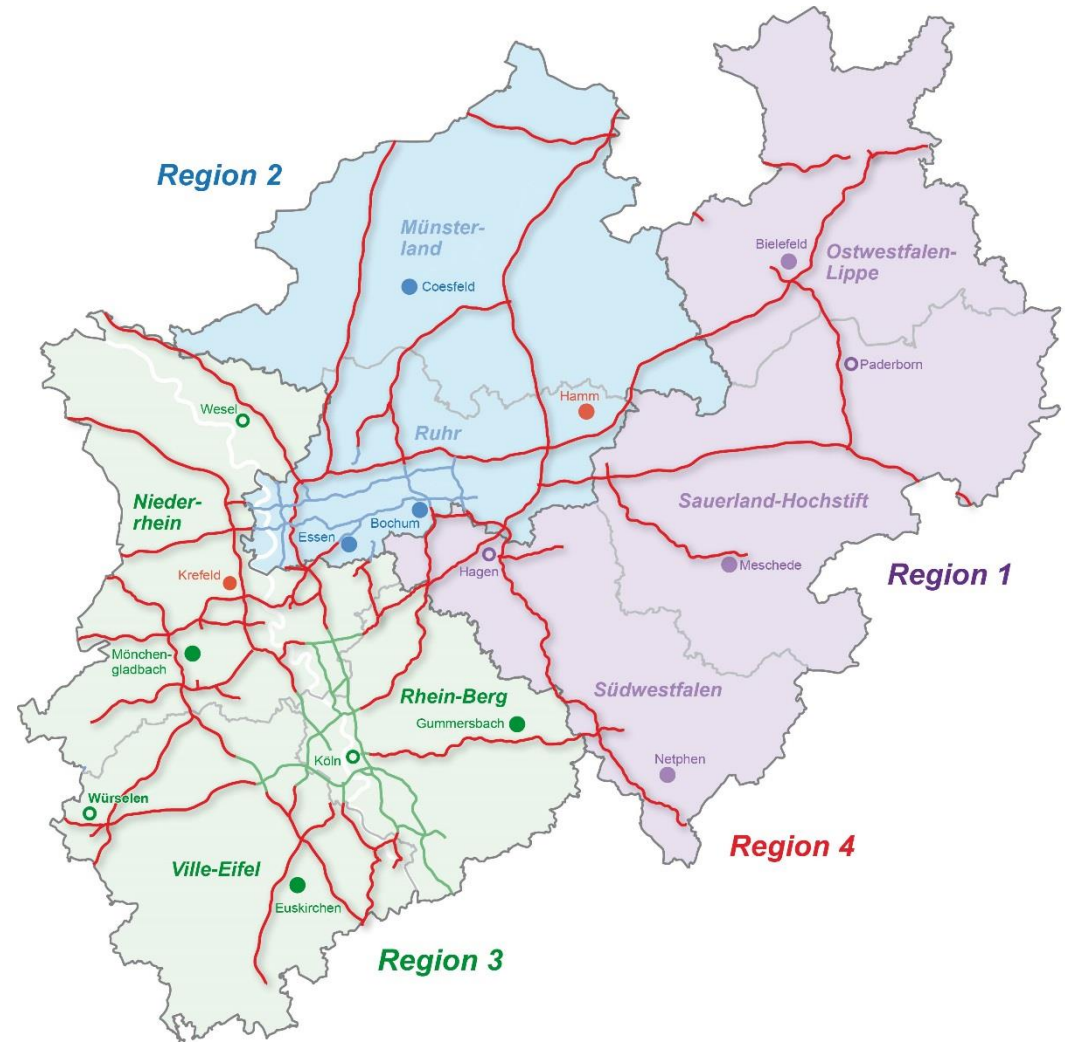 Region 2
Münster-
land
Coesfeld
Bielefeld
Ostwestfalen-
Lippe
Paderborn
Wesel
Hamm
Ruhr
Nieder-
rhein
Sauerland-Hochstift
Bochum
Essen
Hagen
Meschede
Region 1
Krefeld
Mönchen-
gladbach
Rhein-Berg
Südwestfalen
Gummersbach
Köln
Netphen
Würselen
Region 4
Ville-Eifel
Euskirchen
Region 3